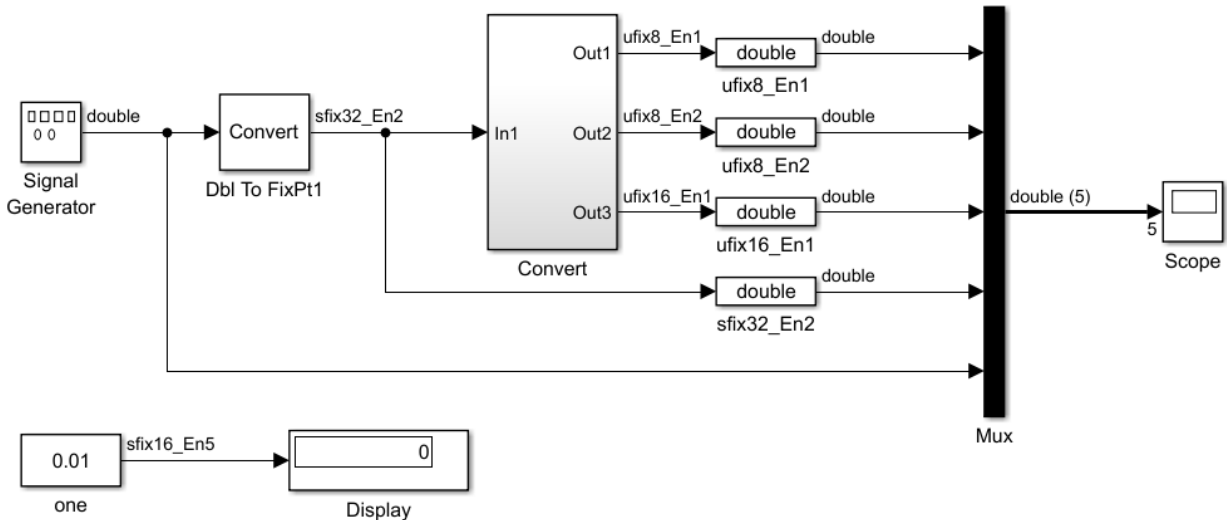 Signal
Generator
double
Convert
Dbl To FixPt1
sfix32_En2
In1
Out1
Out2
Out3
Convert
ufix8_En1
double
ufix8_En1
double
ufix8_En2
double
ufix8_En2
double
ufix16_En1
double
ufix16_En1
double
double
sfix32_En2
double
Mux
double (5)
5
Scope
0.01
one
sfix16_En5
0
Display